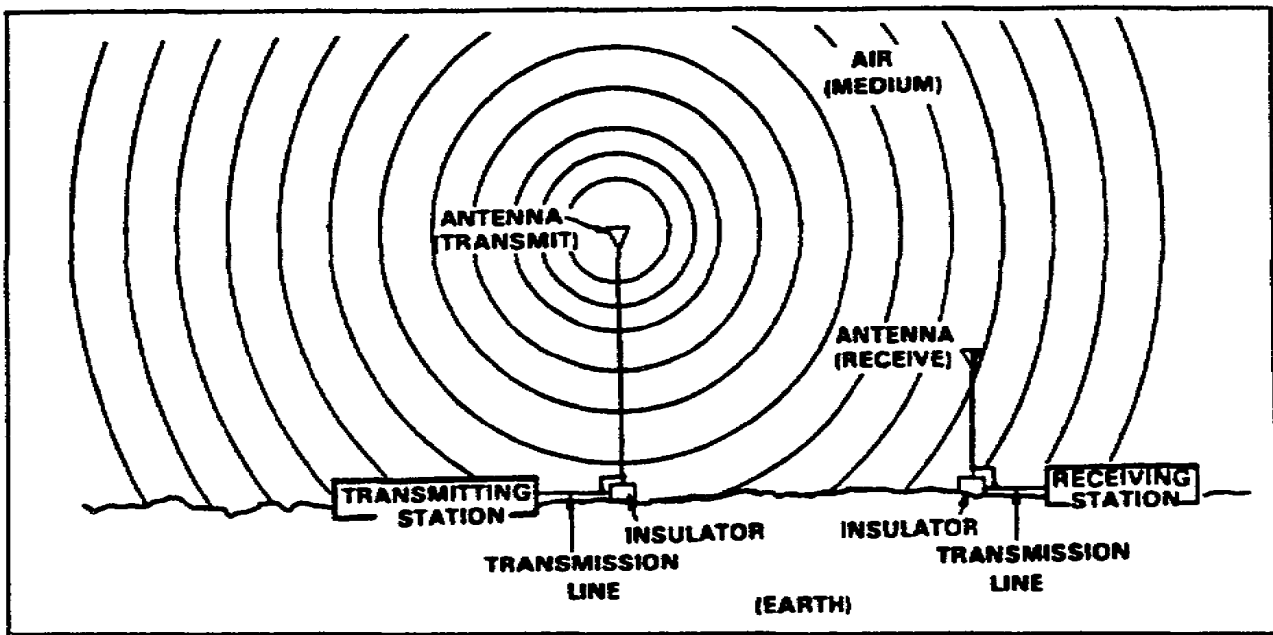 AIR
(MEDIUM)
ANTENNA
(TRANSMIT)
ANTENNA
(RECEIVE)
TRANSMITTING
STATION
INSULATOR
TRANSMISSION
LINE
RECEIVING
STATION
INSULATOR
TRANSMISSION
LINE
(EARTH)